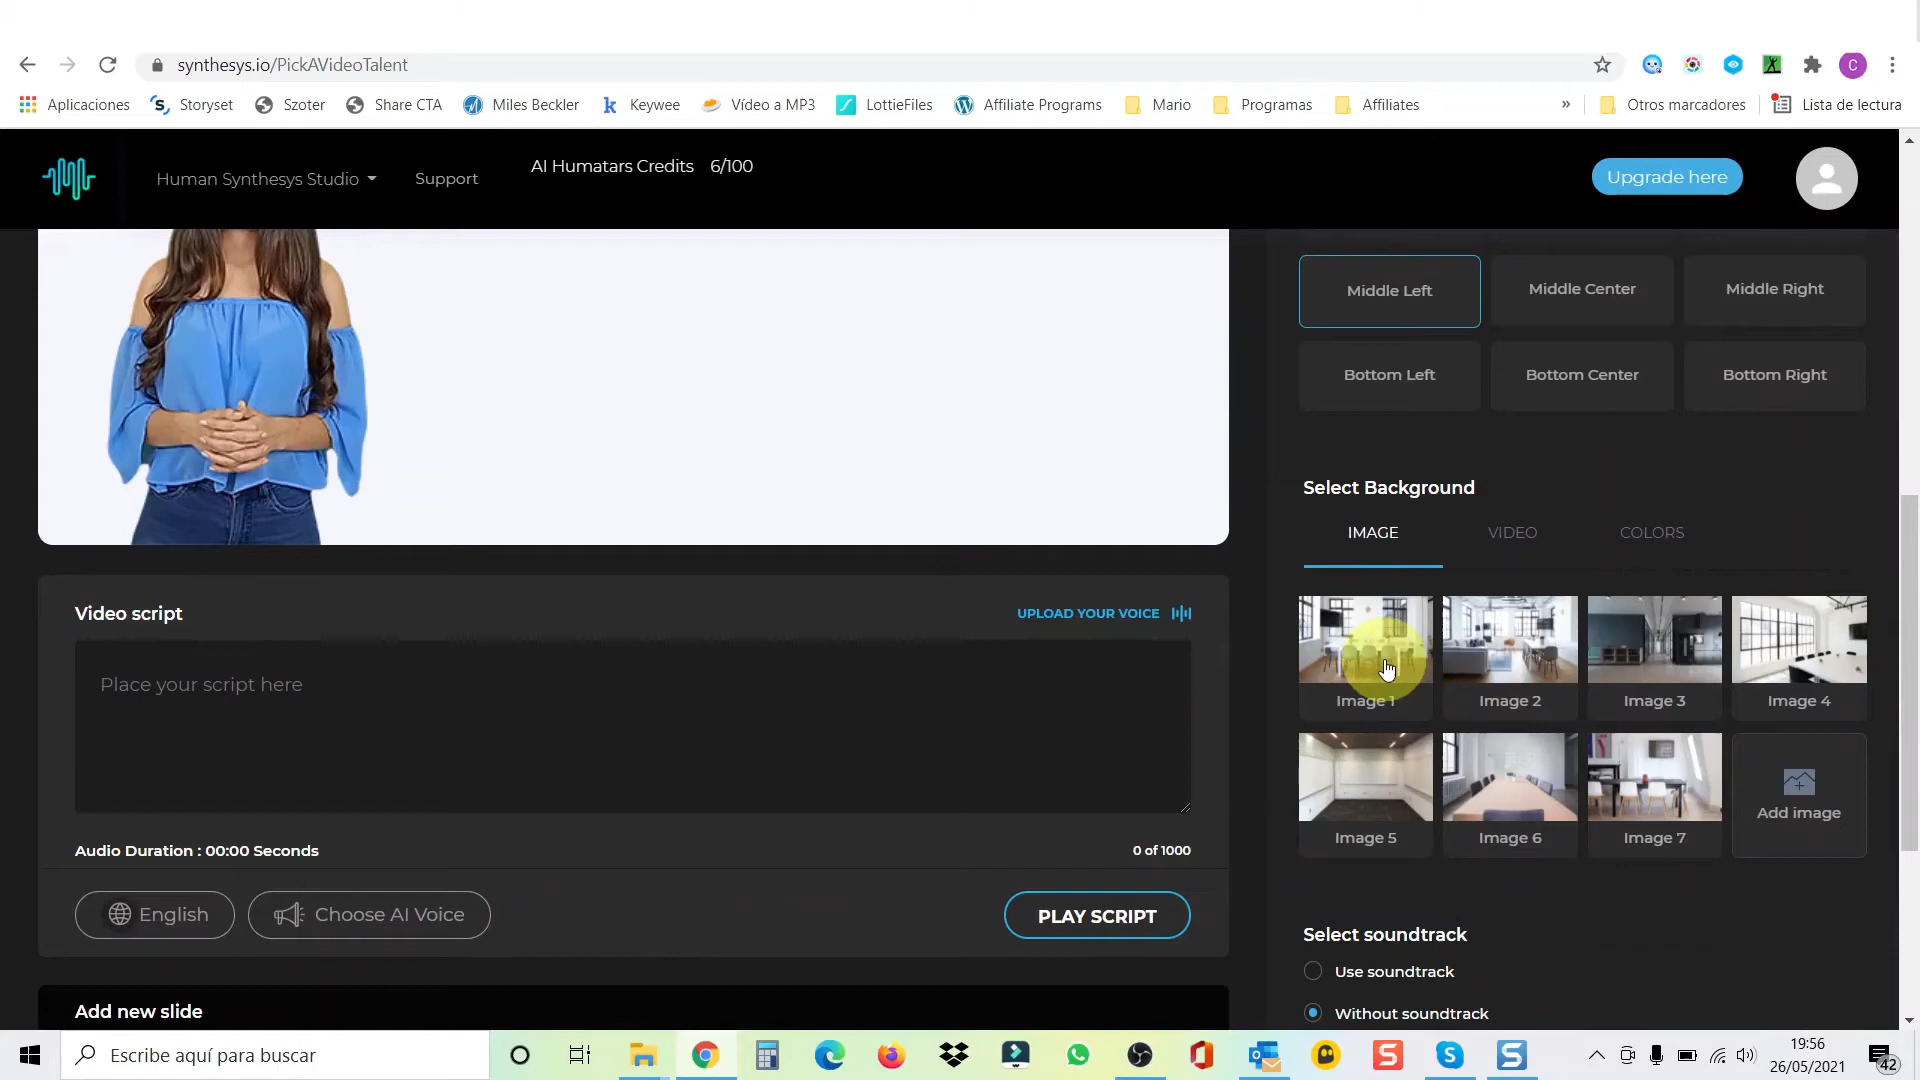 synthesys.io/PickAVideoTalent
C
Aplicaciones
Storyset
Szoter
Share CTA
Miles Beckler
Keywee
Vídeo a MP3
LottieFiles
Affiliate Programs
Mario
Programas
Affiliates
»
Otros marcadores
Lista de lectura
Human Synthesys Studio
Support
AI Humatars Credits 6/100
Upgrade here
Middle Left
Middle Center
Middle Right
Bottom Left
Bottom Center
Bottom Right
Select Background
IMAGE
VIDEO
COLORS
Image 1
Image 2
Image 3
Image 4
Image 5
Image 6
Image 7
Add image
Video script
UPLOAD YOUR VOICE
Place your script here
Audio Duration : 00:00 Seconds
0 of 1000
English
Choose AI Voice
PLAY SCRIPT
Select soundtrack
Use soundtrack
Without soundtrack
Add new slide
Escribe aquí para buscar
19:56
26/05/2021
42